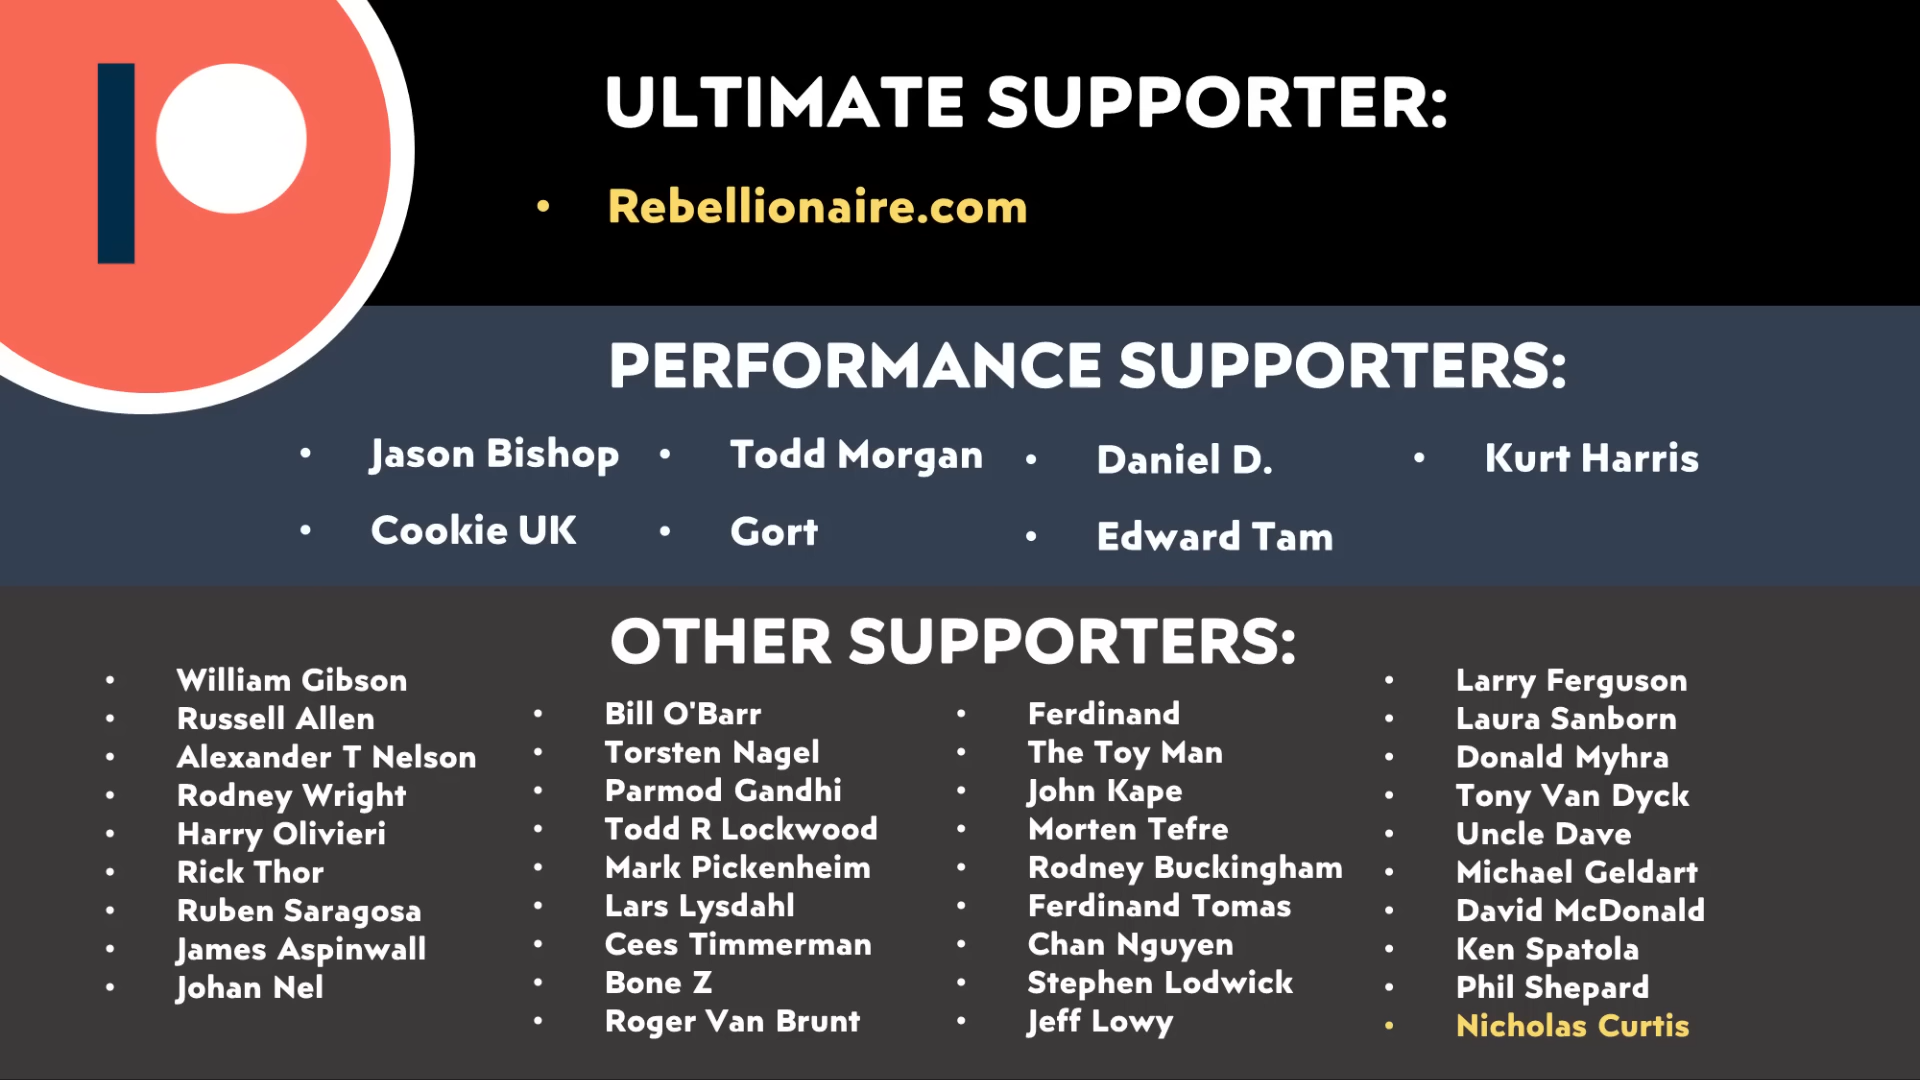 ULTIMATE SUPPORTER:
• Rebellionaire.com
PERFORMANCE SUPPORTERS:
• Jason Bishop
• Cookie UK
• Todd Morgan
• Gort
• Daniel D.
• Edward Tam
• Kurt Harris
OTHER SUPPORTERS:
• William Gibson
• Russell Allen
• Alexander T Nelson
• Rodney Wright
• Harry Olivieri
• Rick Thor
• Ruben Saragosa
• James Aspinwall
• Johan Nel
• Bill O'Barr
• Torsten Nagel
• Parmod Gandhi
• Todd R Lockwood
• Mark Pickenheim
• Lars Lysdahl
• Cees Timmerman
• Bone Z
• Roger Van Brunt
• Ferdinand
• The Toy Man
• John Kape
• Morten Tefre
• Rodney Buckingham
• Ferdinand Tomas
• Chan Nguyen
• Stephen Lodwick
• Jeff Lowy
• Larry Ferguson
• Laura Sanborn
• Donald Myhra
• Tony Van Dyck
• Uncle Dave
• Michael Geldart
• David McDonald
• Ken Spatola
• Phil Shepard
• Nicholas Curtis